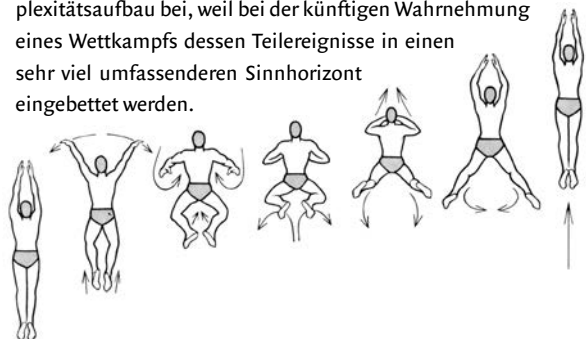 plexitätsaufbau bei, weil bei der künftigen Wahrnehmung
eines Wettkampfs dessen Teilereignisse in einen
sehr viel umfassenderen Sinnhorizont
eingebettet werden.